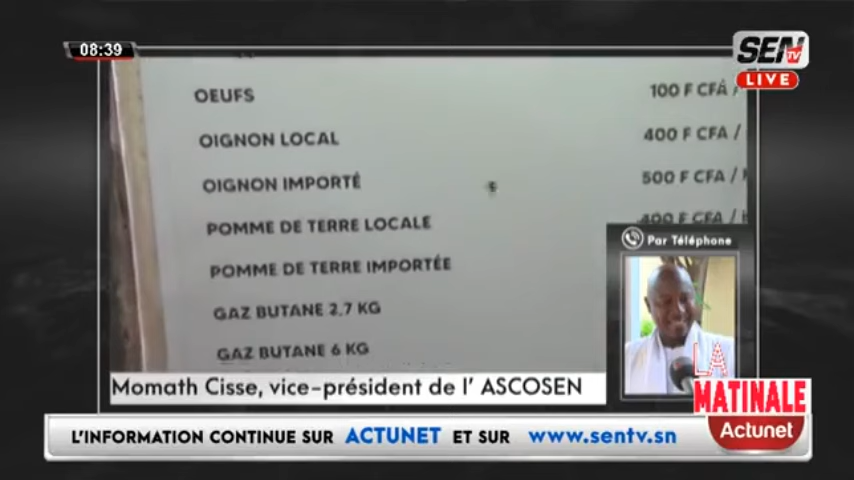 08:39
SEN TV
LIVE
OEUFS 100 F CFA /
OIGNON LOCAL 400 F CFA /
OIGNON IMPORTÉ 500 F CFA /
POMME DE TERRE LOCALE 400 F CFA /
POMME DE TERRE IMPORTÉE
GAZ BUTANE 2,7 KG
GAZ BUTANE 6 KG
Par Téléphone
Momath Cisse, vice-président de l' ASCOSEN
LA
MATINALE
Actunet
L'INFORMATION CONTINUE SUR ACTUNET ET SUR www.sentv.sn